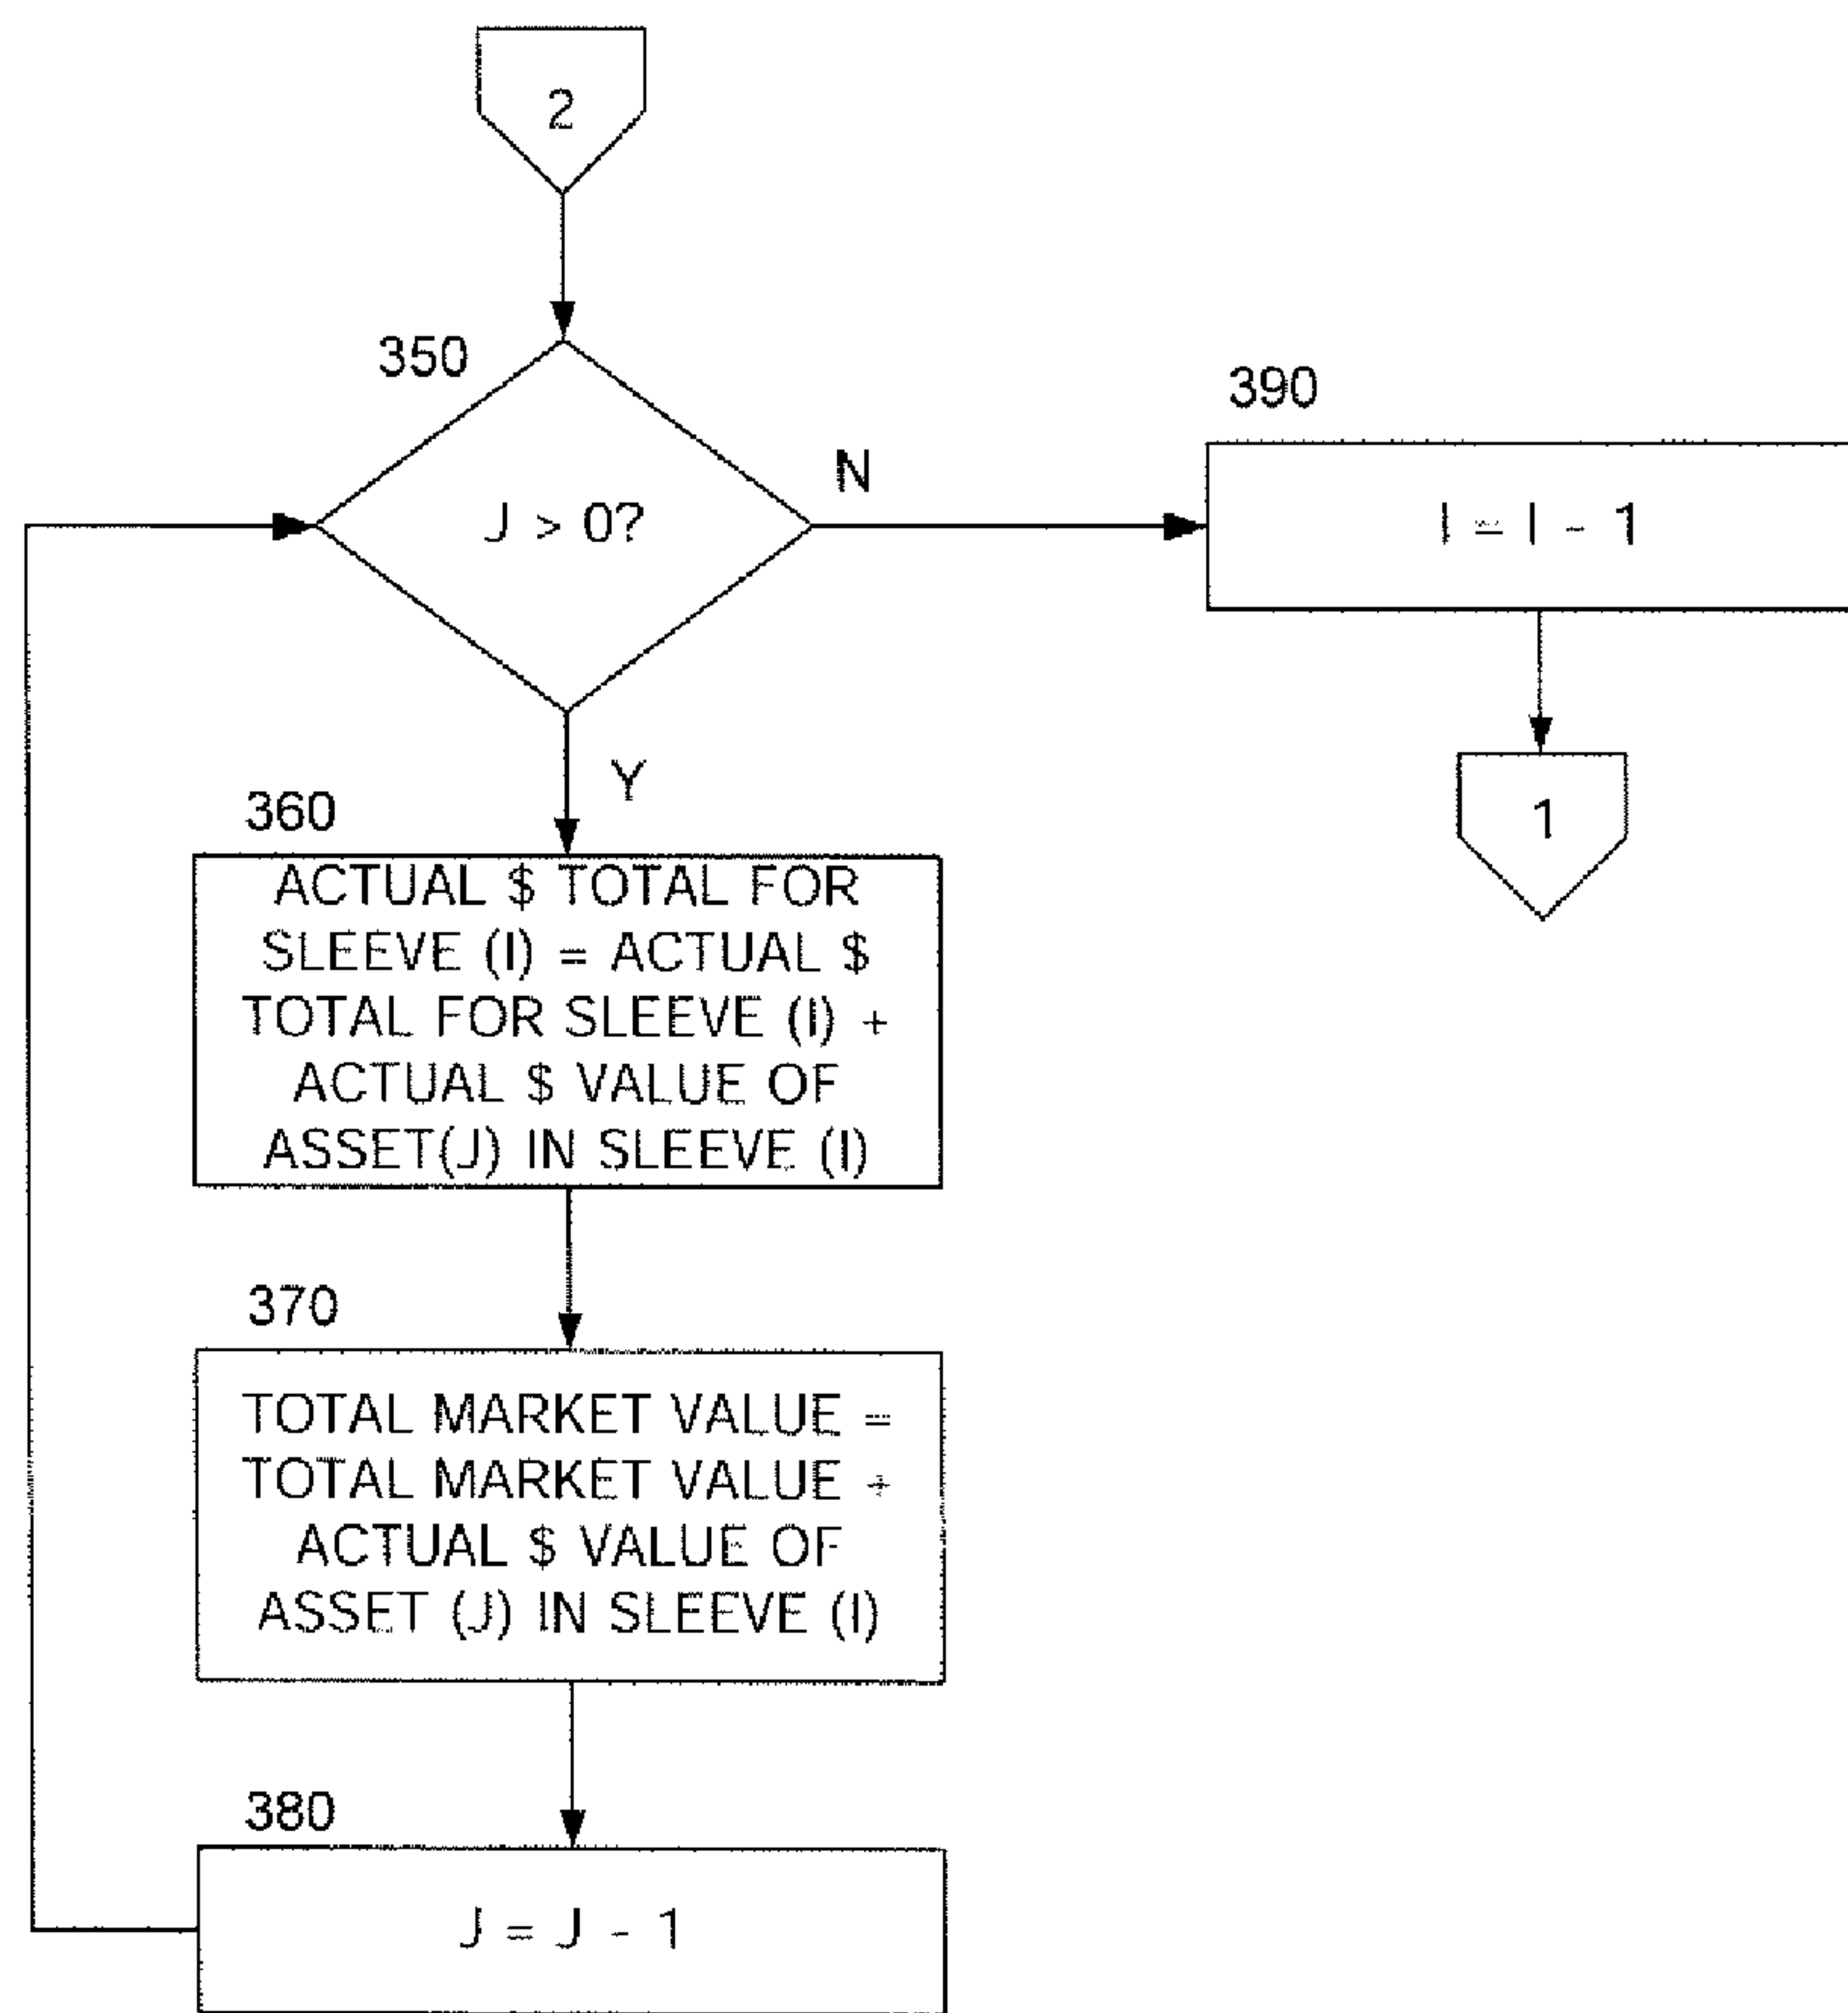 2
350
J > 0?
N
390
I = I - 1
1
Y
360
ACTUAL $ TOTAL FOR
SLEEVE (I) = ACTUAL $
TOTAL FOR SLEEVE (I) +
ACTUAL $ VALUE OF
ASSET(J) IN SLEEVE (I)
370
TOTAL MARKET VALUE =
TOTAL MARKET VALUE +
ACTUAL $ VALUE OF
ASSET (J) IN SLEEVE (I)
380
J = J - 1